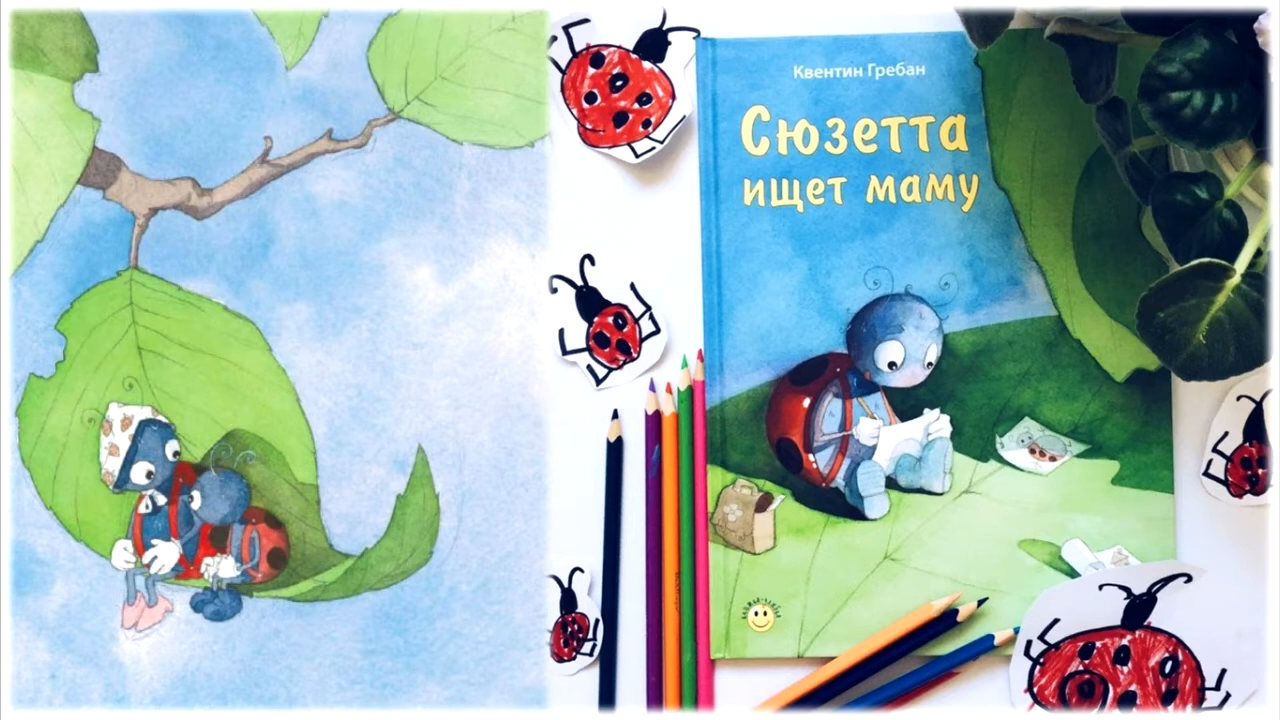 Квентин Гребан
Сюзетта
ищет маму